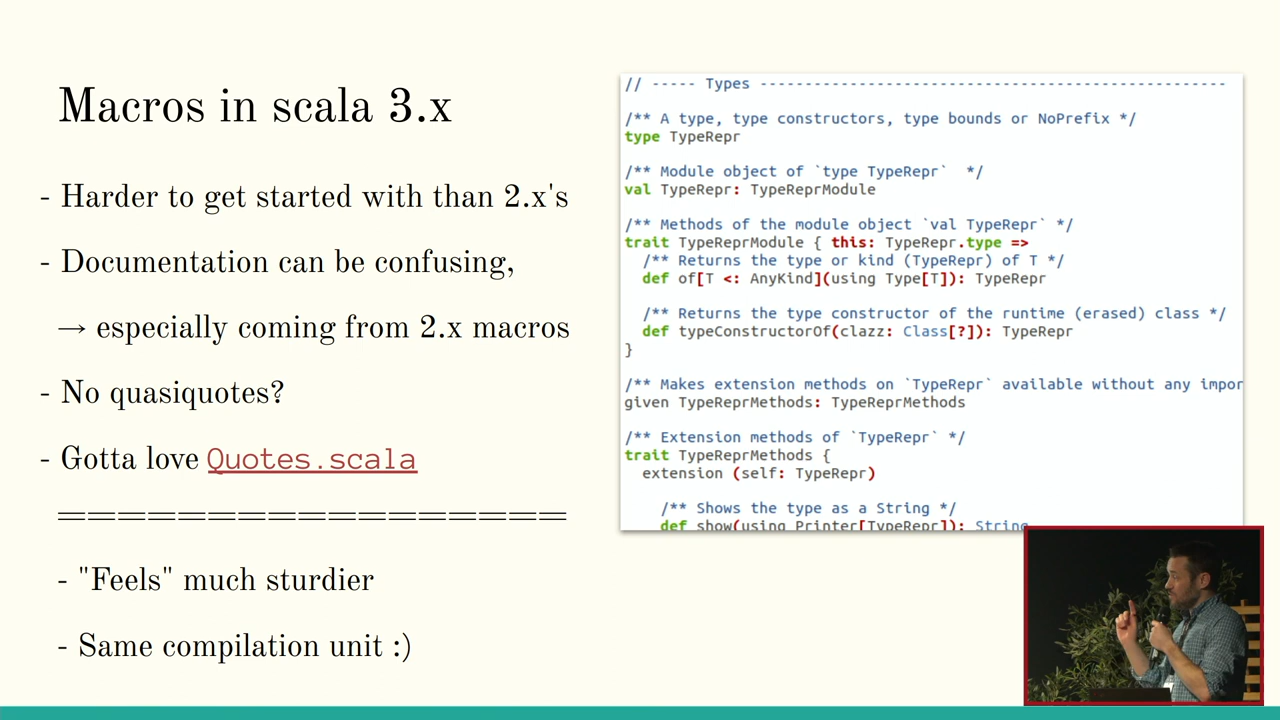 Macros in scala 3.x
- Harder to get started with than 2.x's
- Documentation can be confusing,
→ especially coming from 2.x macros
- No quasiquotes?
- Gotta love Quotes.scala
=================
- "Feels" much sturdier
- Same compilation unit :)
// ----- Types ----------------------------------------------------
/** A type, type constructors, type bounds or NoPrefix */
type TypeRepr
/** Module object of `type TypeRepr`  */
val TypeRepr: TypeReprModule
/** Methods of the module object `val TypeRepr` */
trait TypeReprModule { this: TypeRepr.type =>
/** Returns the type or kind (TypeRepr) of T */
def of[T <: AnyKind](using Type[T]): TypeRepr
/** Returns the type constructor of the runtime (erased) class */
def typeConstructorOf(clazz: Class[?]): TypeRepr
}
/** Makes extension methods on `TypeRepr` available without any impor
given TypeReprMethods: TypeReprMethods
/** Extension methods of `TypeRepr` */
trait TypeReprMethods {
extension (self: TypeRepr)
/** Shows the type as a String */
def show(using Printer[TypeRepr]): String